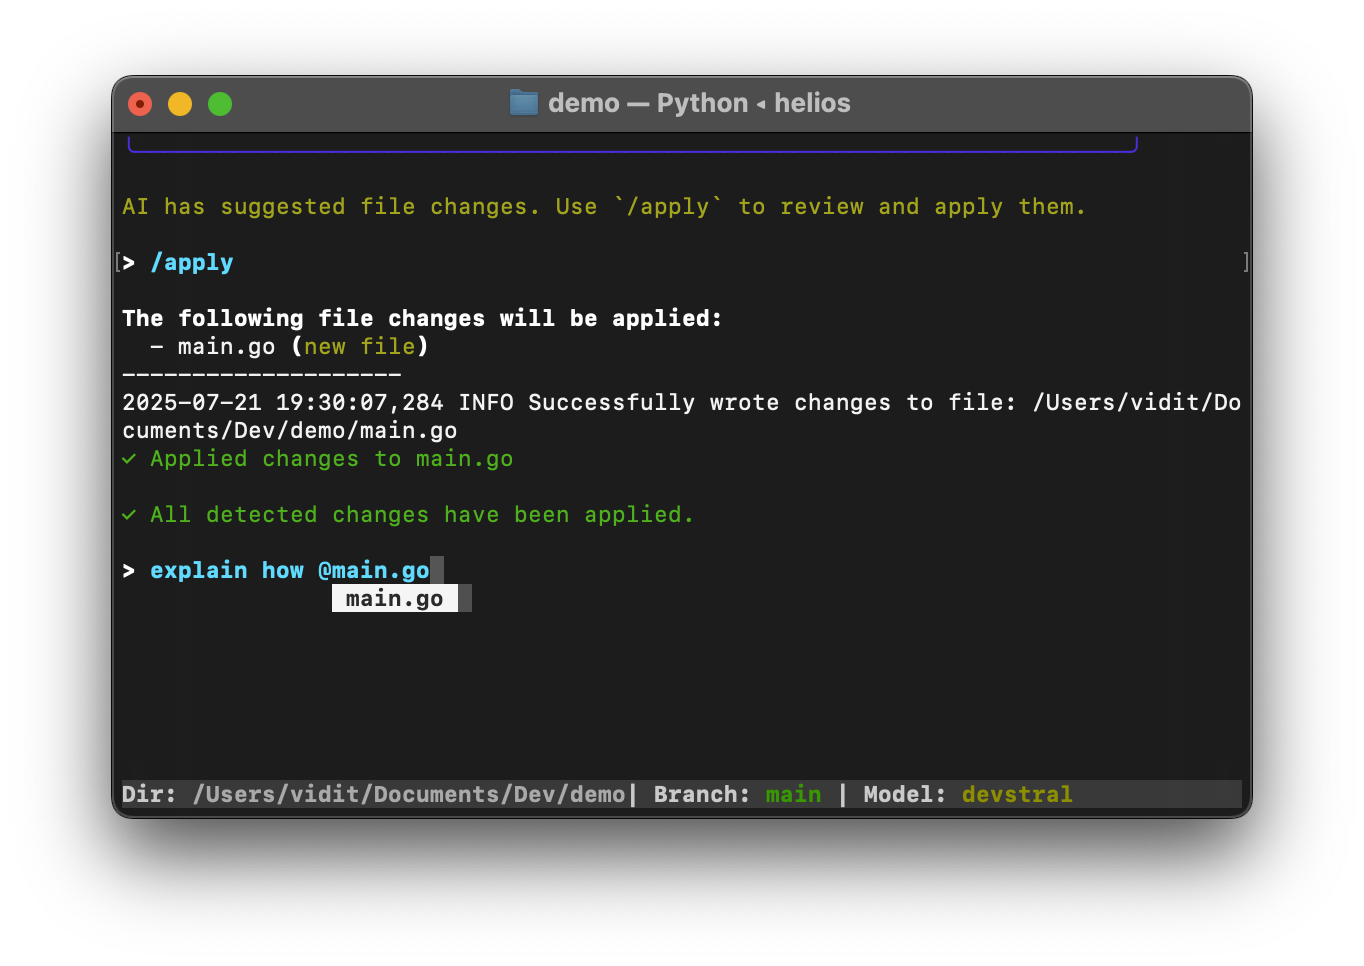 demo — Python ◂ helios
AI has suggested file changes. Use `/apply` to review and apply them.
[> /apply ]
The following file changes will be applied:
- main.go (new file)
--------------------
2025-07-21 19:30:07,284 INFO Successfully wrote changes to file: /Users/vidit/Do
cuments/Dev/demo/main.go
✓ Applied changes to main.go
✓ All detected changes have been applied.
> explain how @main.go
main.go
Dir: /Users/vidit/Documents/Dev/demo| Branch: main | Model: devstral